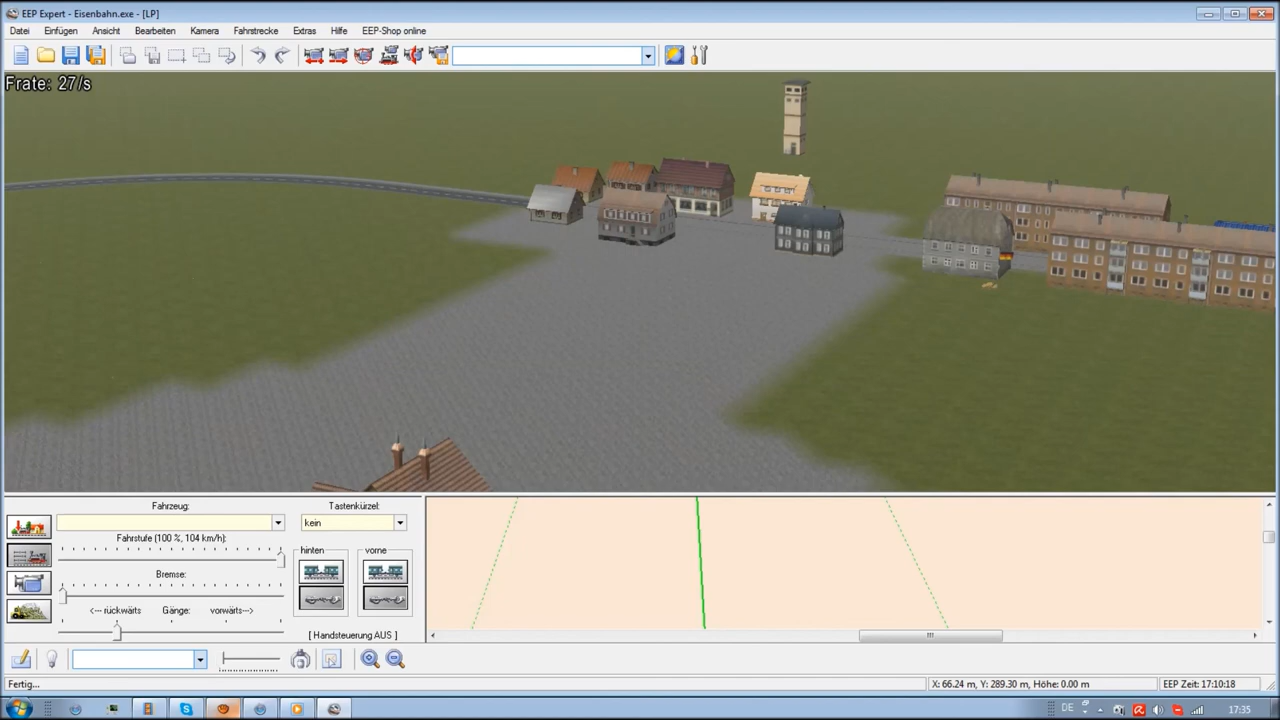 EEP Expert - Eisenbahn.exe - [LP]
Datei Einfügen Ansicht Bearbeiten Kamera Fahrstrecke Extras Hilfe EEP-Shop online
Frate: 27/s
Fahrzeug: Tastenkürzel:
kein
Fahrstufe (100 %, 104 km/h):
hinten vorne
Bremse:
<--- rückwärts Gänge: vorwärts-->
[ Handsteuerung AUS ]
Fertig... X: 66.24 m, Y: 289.30 m, Höhe: 0.00 m EEP Zeit: 17:10:18
DE 17:35